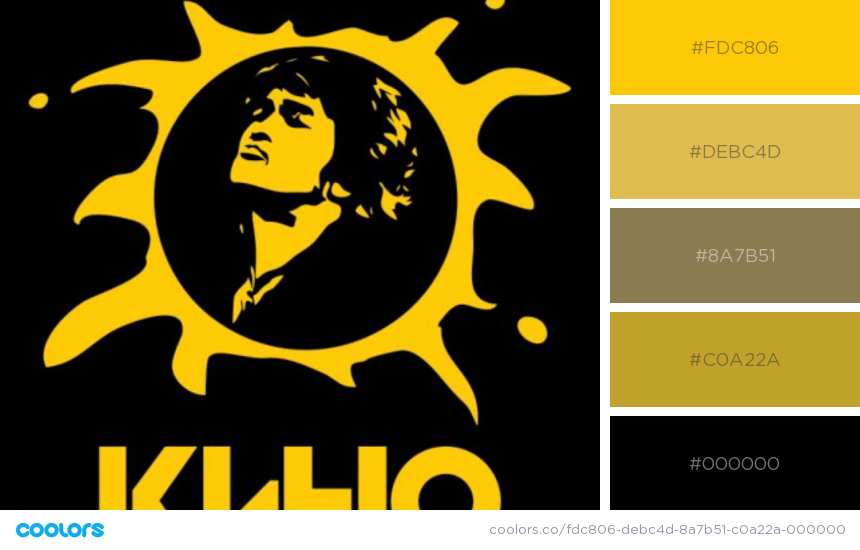 КИНО
#FDC806
#DEBC4D
#8A7B51
#C0A22A
#000000
coolors
coolors.co/fdc806-debc4d-8a7b51-c0a22a-000000